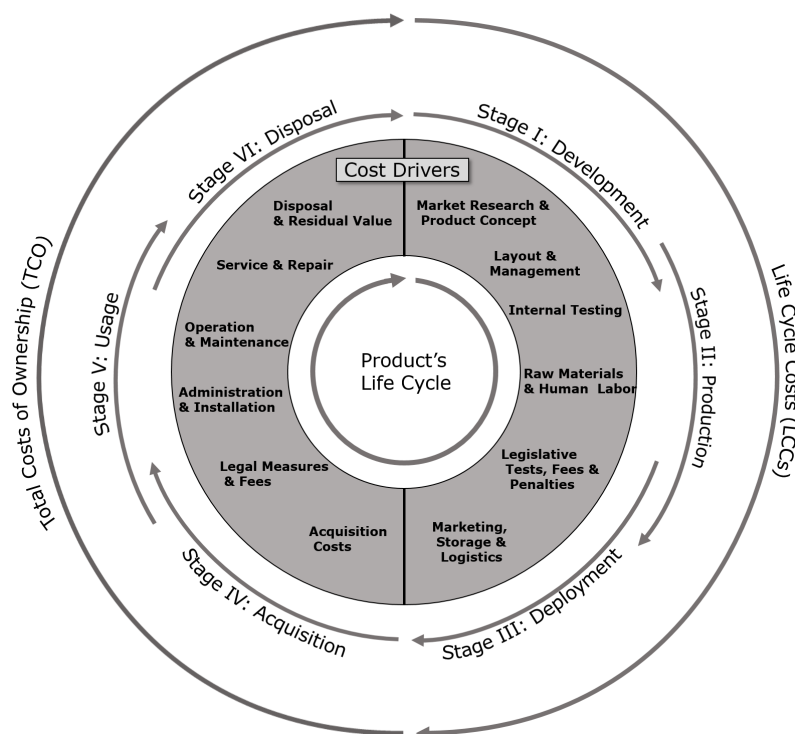 Cost Drivers
Market Research &
Product Concept
Layout &
Management
Internal Testing
Raw Materials
& Human Labor
Legislative
Tests, Fees &
Penalties
Marketing,
Storage &
Logistics
Acquisition
Costs
Legal Measures
& Fees
Administration
& Installation
Operation
& Maintenance
Service & Repair
Disposal
& Residual Value
Product's
Life Cycle
Stage I: Development
Stage II: Production
Stage III: Deployment
Stage IV: Acquisition
Stage V: Usage
Stage VI: Disposal
Life Cycle Costs (LCCs)
Total Costs of Ownership (TCO)